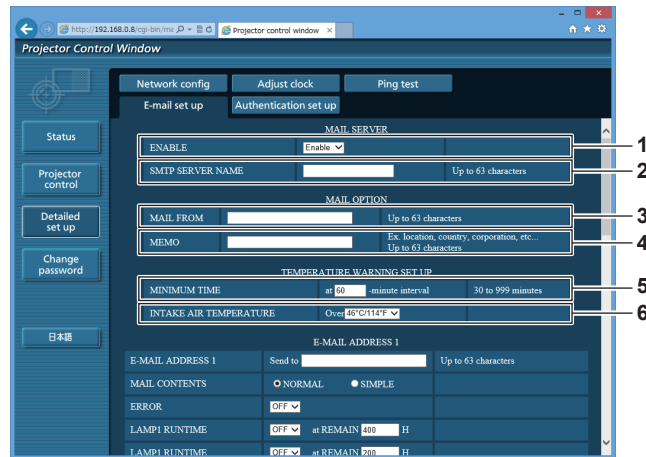 http://192.168.0.8/cgi-bin/mc
Projector control window
Projector Control Window
Network config
Adjust clock
Ping test
E-mail set up
Authentication set up
Status
Projector control
Detailed set up
Change password
日本語
MAIL SERVER
ENABLE Enable 1
SMTP SERVER NAME Up to 63 characters 2
MAIL OPTION
MAIL FROM Up to 63 characters 3
MEMO Ex. location, country, corporation, etc...
Up to 63 characters 4
TEMPERATURE WARNING SET UP
MINIMUM TIME at 60 -minute interval 30 to 999 minutes 5
INTAKE AIR TEMPERATURE Over 46°C/114°F 6
E-MAIL ADDRESS 1
E-MAIL ADDRESS 1 Send to Up to 63 characters
MAIL CONTENTS NORMAL SIMPLE
ERROR OFF
LAMP1 RUNTIME OFF at REMAIN 400 H
LAMP1 RUNTIME OFF at REMAIN 200 H